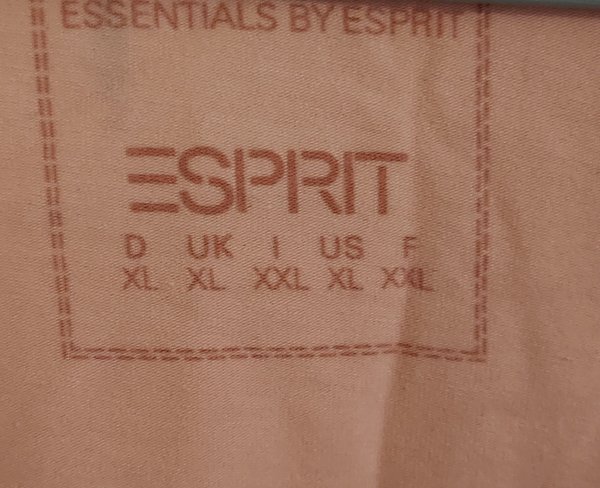 ESSENTIALS BY ESPRIT
ESPRIT
D UK I US F
XL XL XXL XL XXL